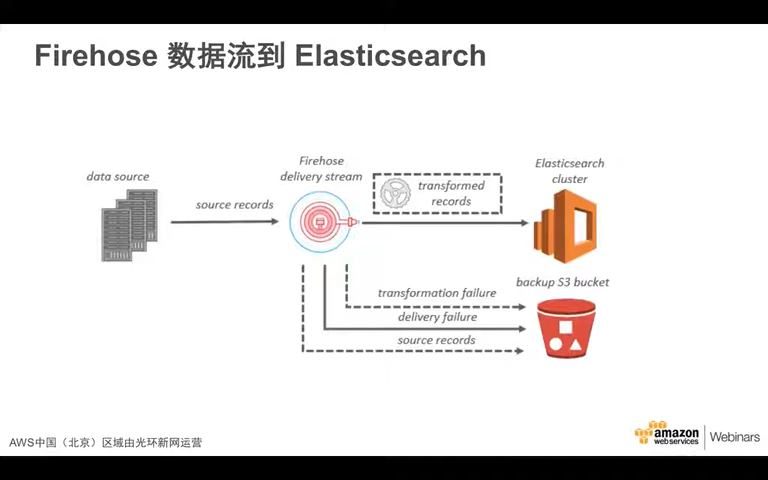 Firehose 数据流到 Elasticsearch
data source
source records
Firehose
delivery stream
transformed
records
Elasticsearch
cluster
backup S3 bucket
transformation failure
delivery failure
source records
AWS中国（北京）区域由光环新网运营
amazon
webservices
Webinars